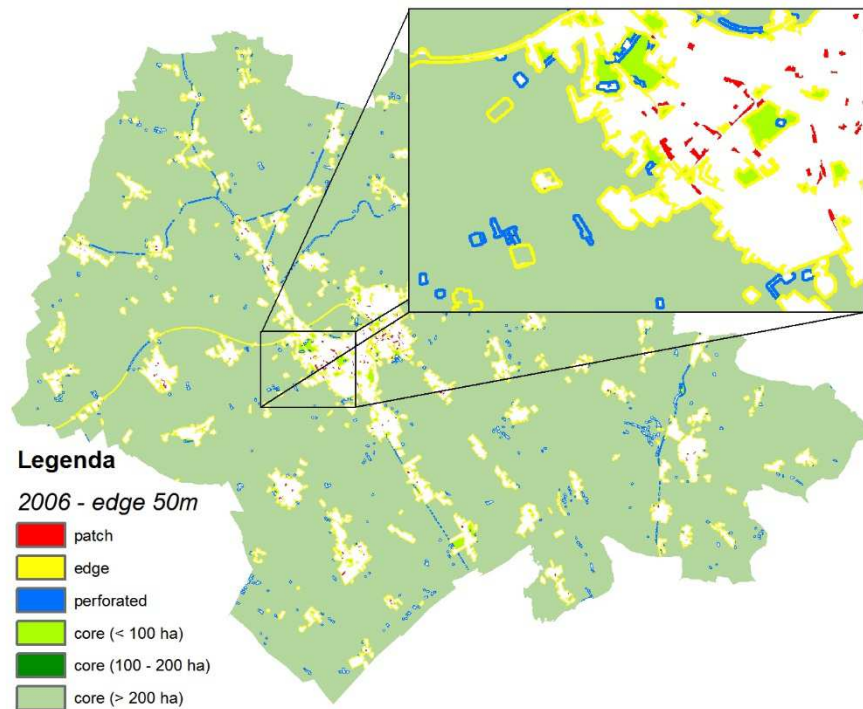 Legenda
2006 - edge 50m
patch
edge
perforated
core (< 100 ha)
core (100 - 200 ha)
core (> 200 ha)